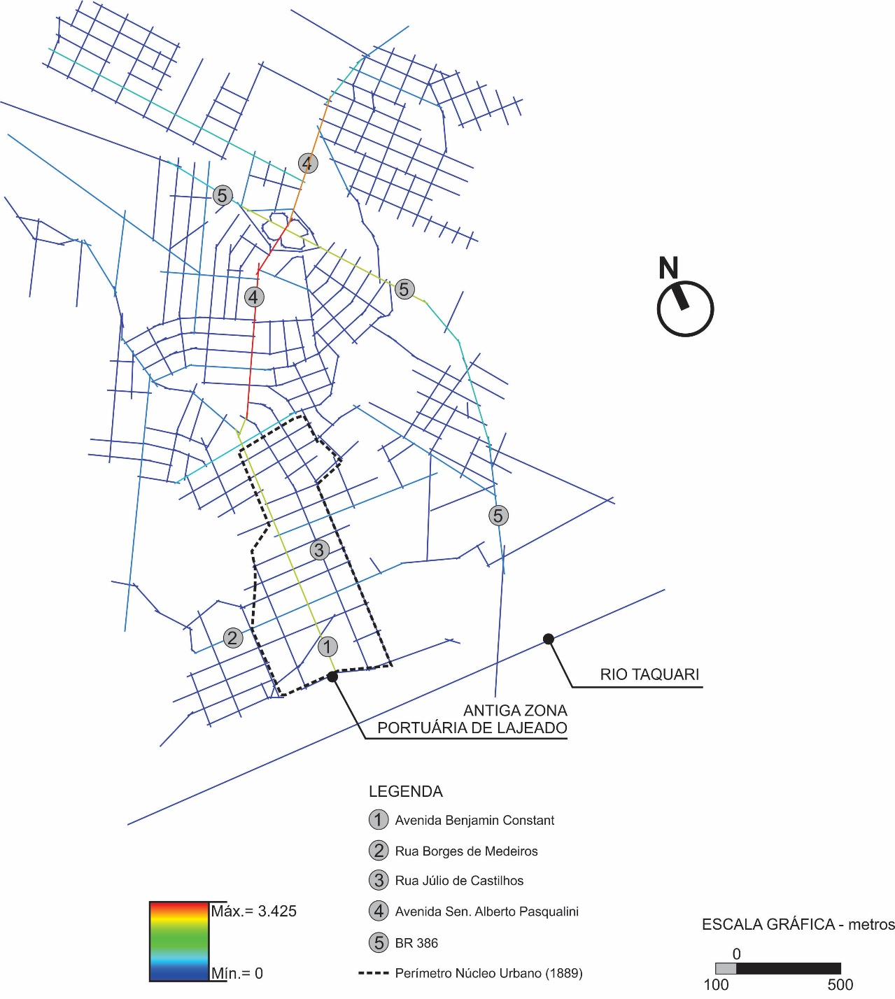 4
5
N
5
4
5
3
2
1
RIO TAQUARI
ANTIGA ZONA
PORTUÁRIA DE LAJEADO
LEGENDA
1 Avenida Benjamin Constant
2 Rua Borges de Medeiros
3 Rua Júlio de Castilhos
4 Avenida Sen. Alberto Pasqualini
5 BR 386
Perímetro Núcleo Urbano (1889)
Máx.= 3.425
Mín.= 0
ESCALA GRÁFICA - metros
0
100 500